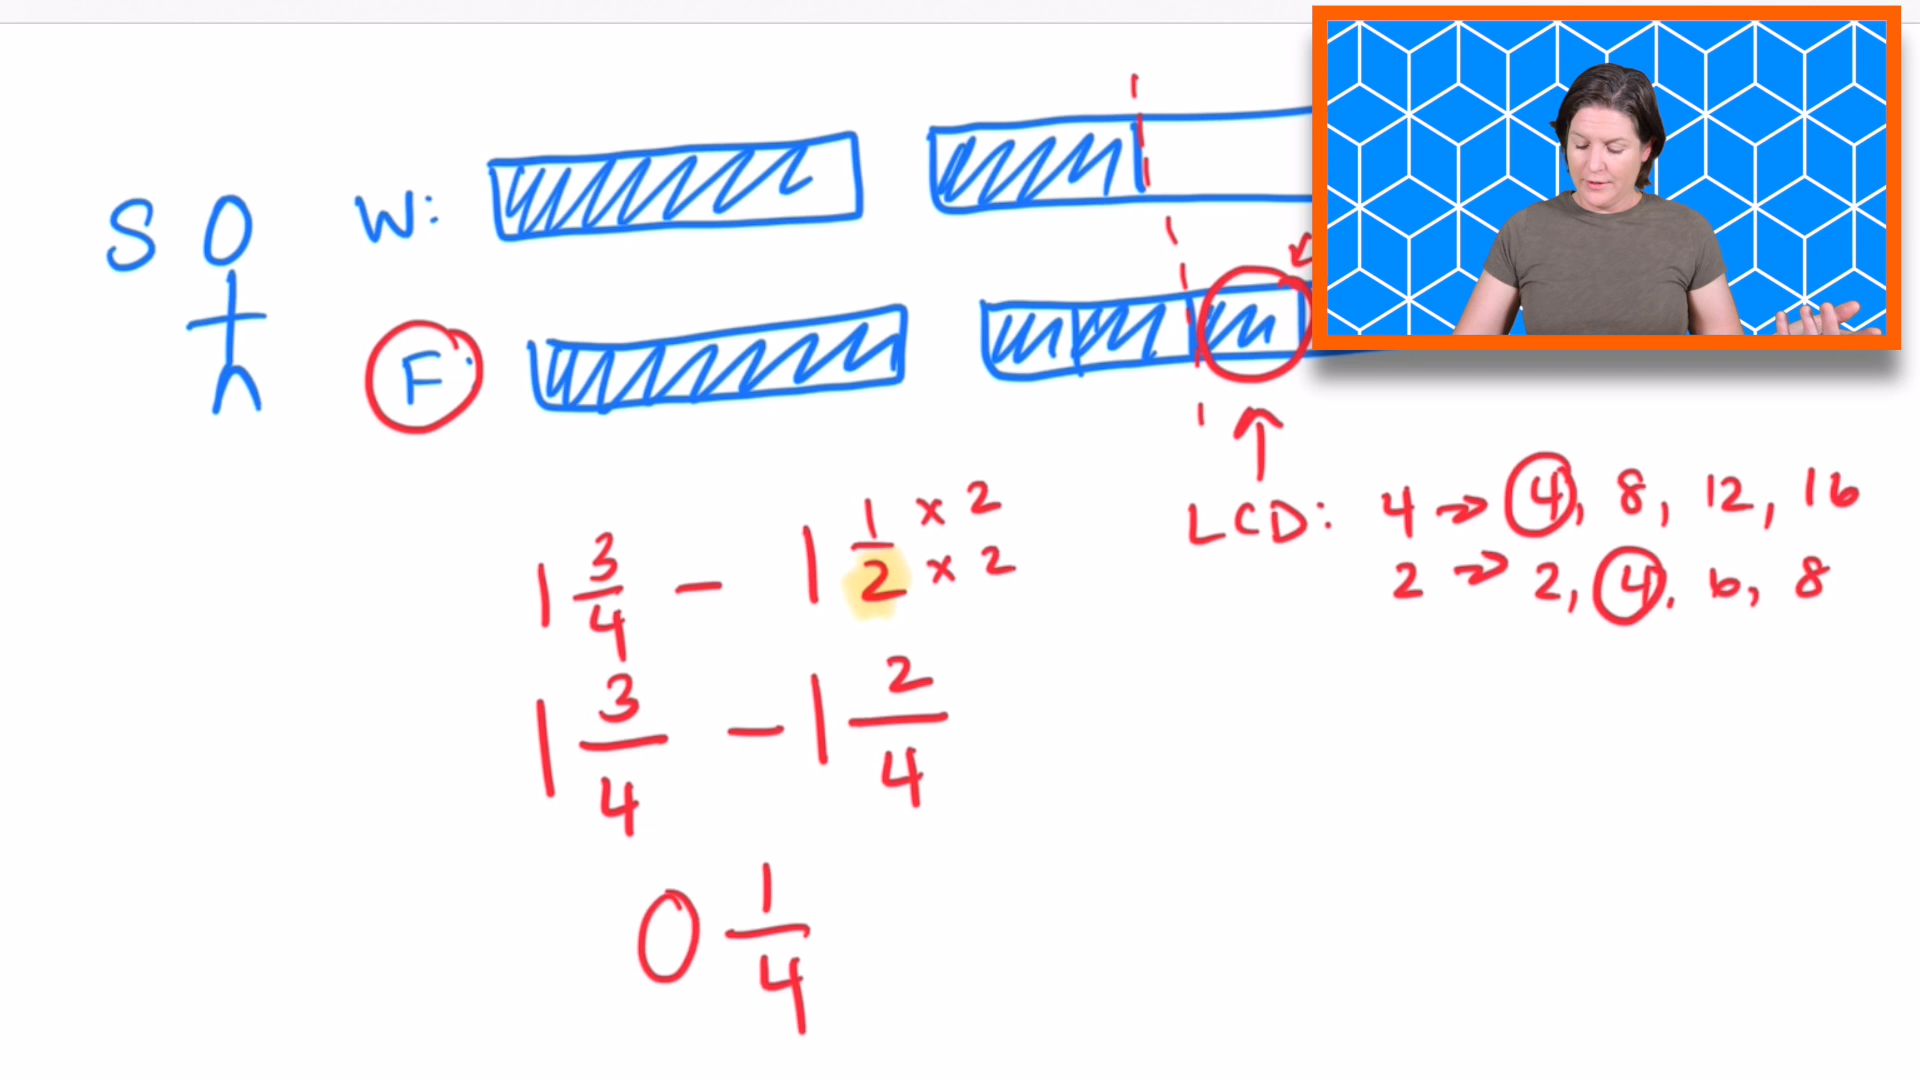 S W:
F:
1 3/4 - 1 1/2 x 2 x 2
LCD: 4 → 4, 8, 12, 16
2 → 2, 4, 6, 8
1 3/4 - 1 2/4
0 1/4